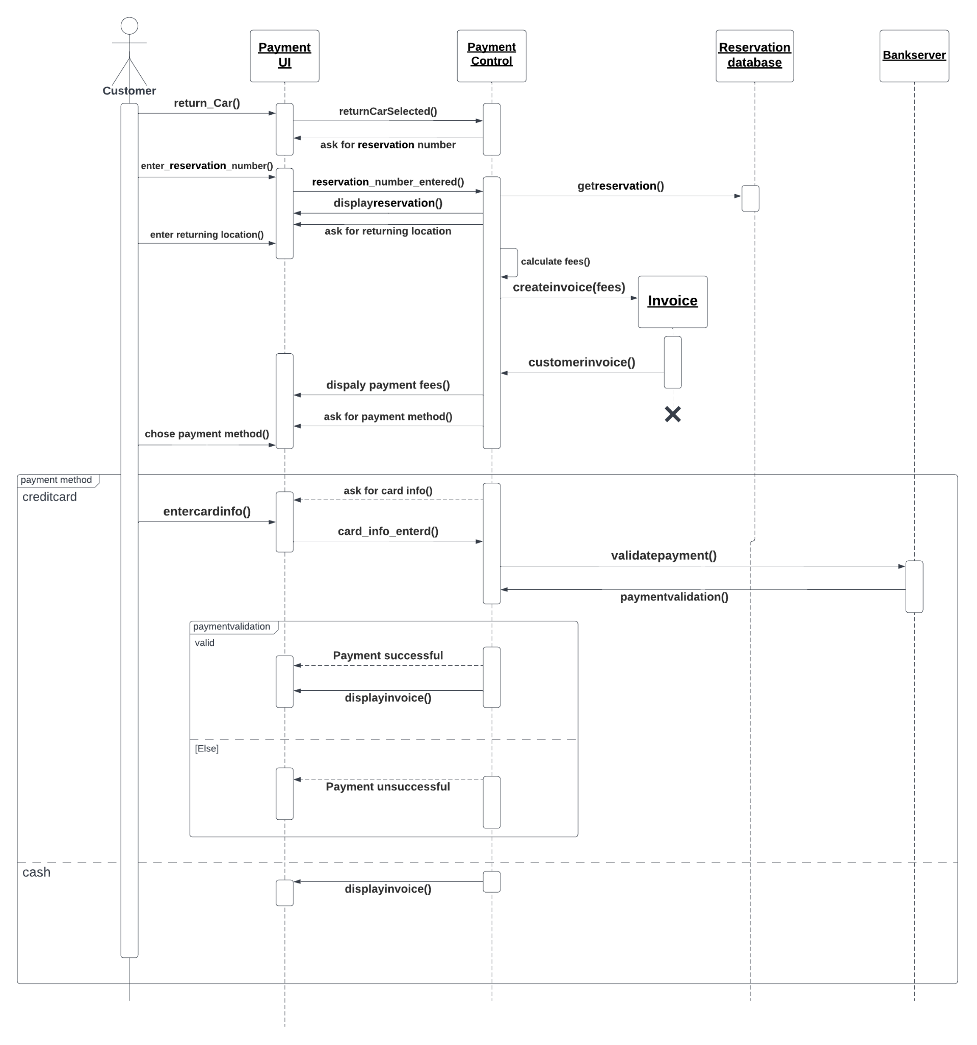 Payment
UI
Payment
Control
Reservation
database
Bankserver
Customer
return_Car()
returnCarSelected()
ask for reservation number
enter_reservation_number()
reservation_number_entered()
getreservation()
displayreservation()
ask for returning location
enter returning location()
calculate fees()
createinvoice(fees)
Invoice
customerinvoice()
dispaly payment fees()
ask for payment method()
chose payment method()
payment method
creditcard
ask for card info()
entercardinfo()
card_info_enterd()
validatepayment()
paymentvalidation()
paymentvalidation
valid
Payment successful
displayinvoice()
[Else]
Payment unsuccessful
cash
displayinvoice()